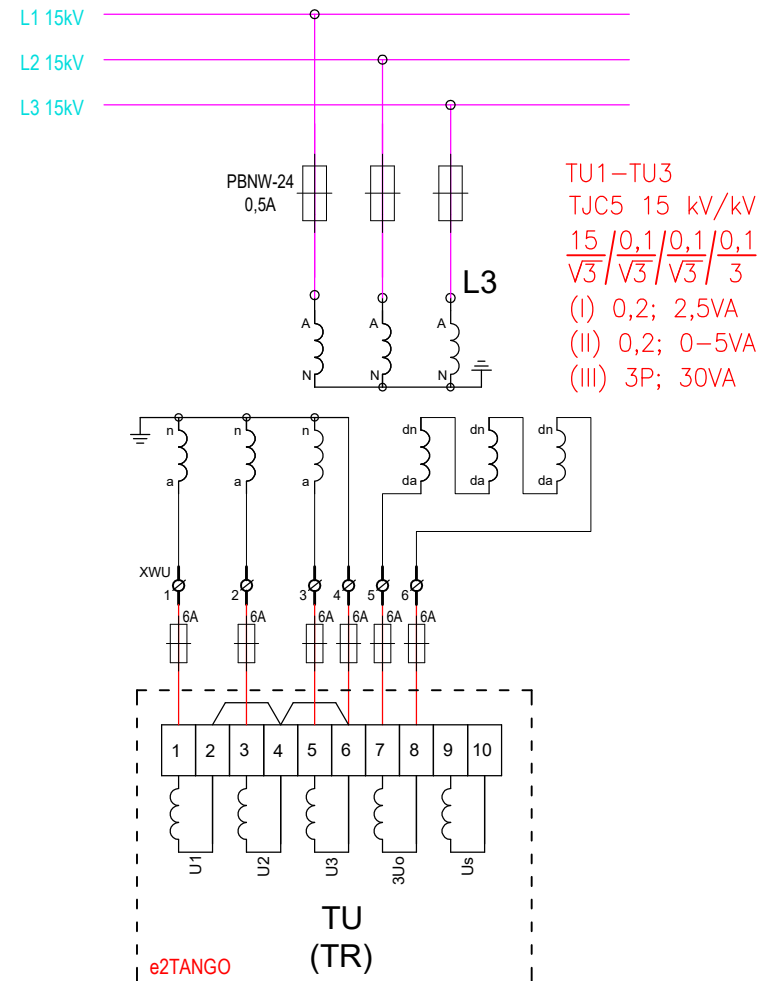 L1 15kV
L2 15kV
L3 15kV
PBNW-24
0,5A
TU1-TU3
TJC5 15 kV/kV
15/√3 / 0,1/√3 / 0,1/√3 / 0,1/3
(I) 0,2; 2,5VA
(II) 0,2; 0-5VA
(III) 3P; 30VA
L3
A A A
N N N
n n n dn dn dn
a a a da da da
XWU
1 2 3 4 5 6
6A 6A 6A 6A 6A 6A
1 2 3 4 5 6 7 8 9 10
U1 U2 U3 3Uo Us
TU
(TR)
e2TANGO